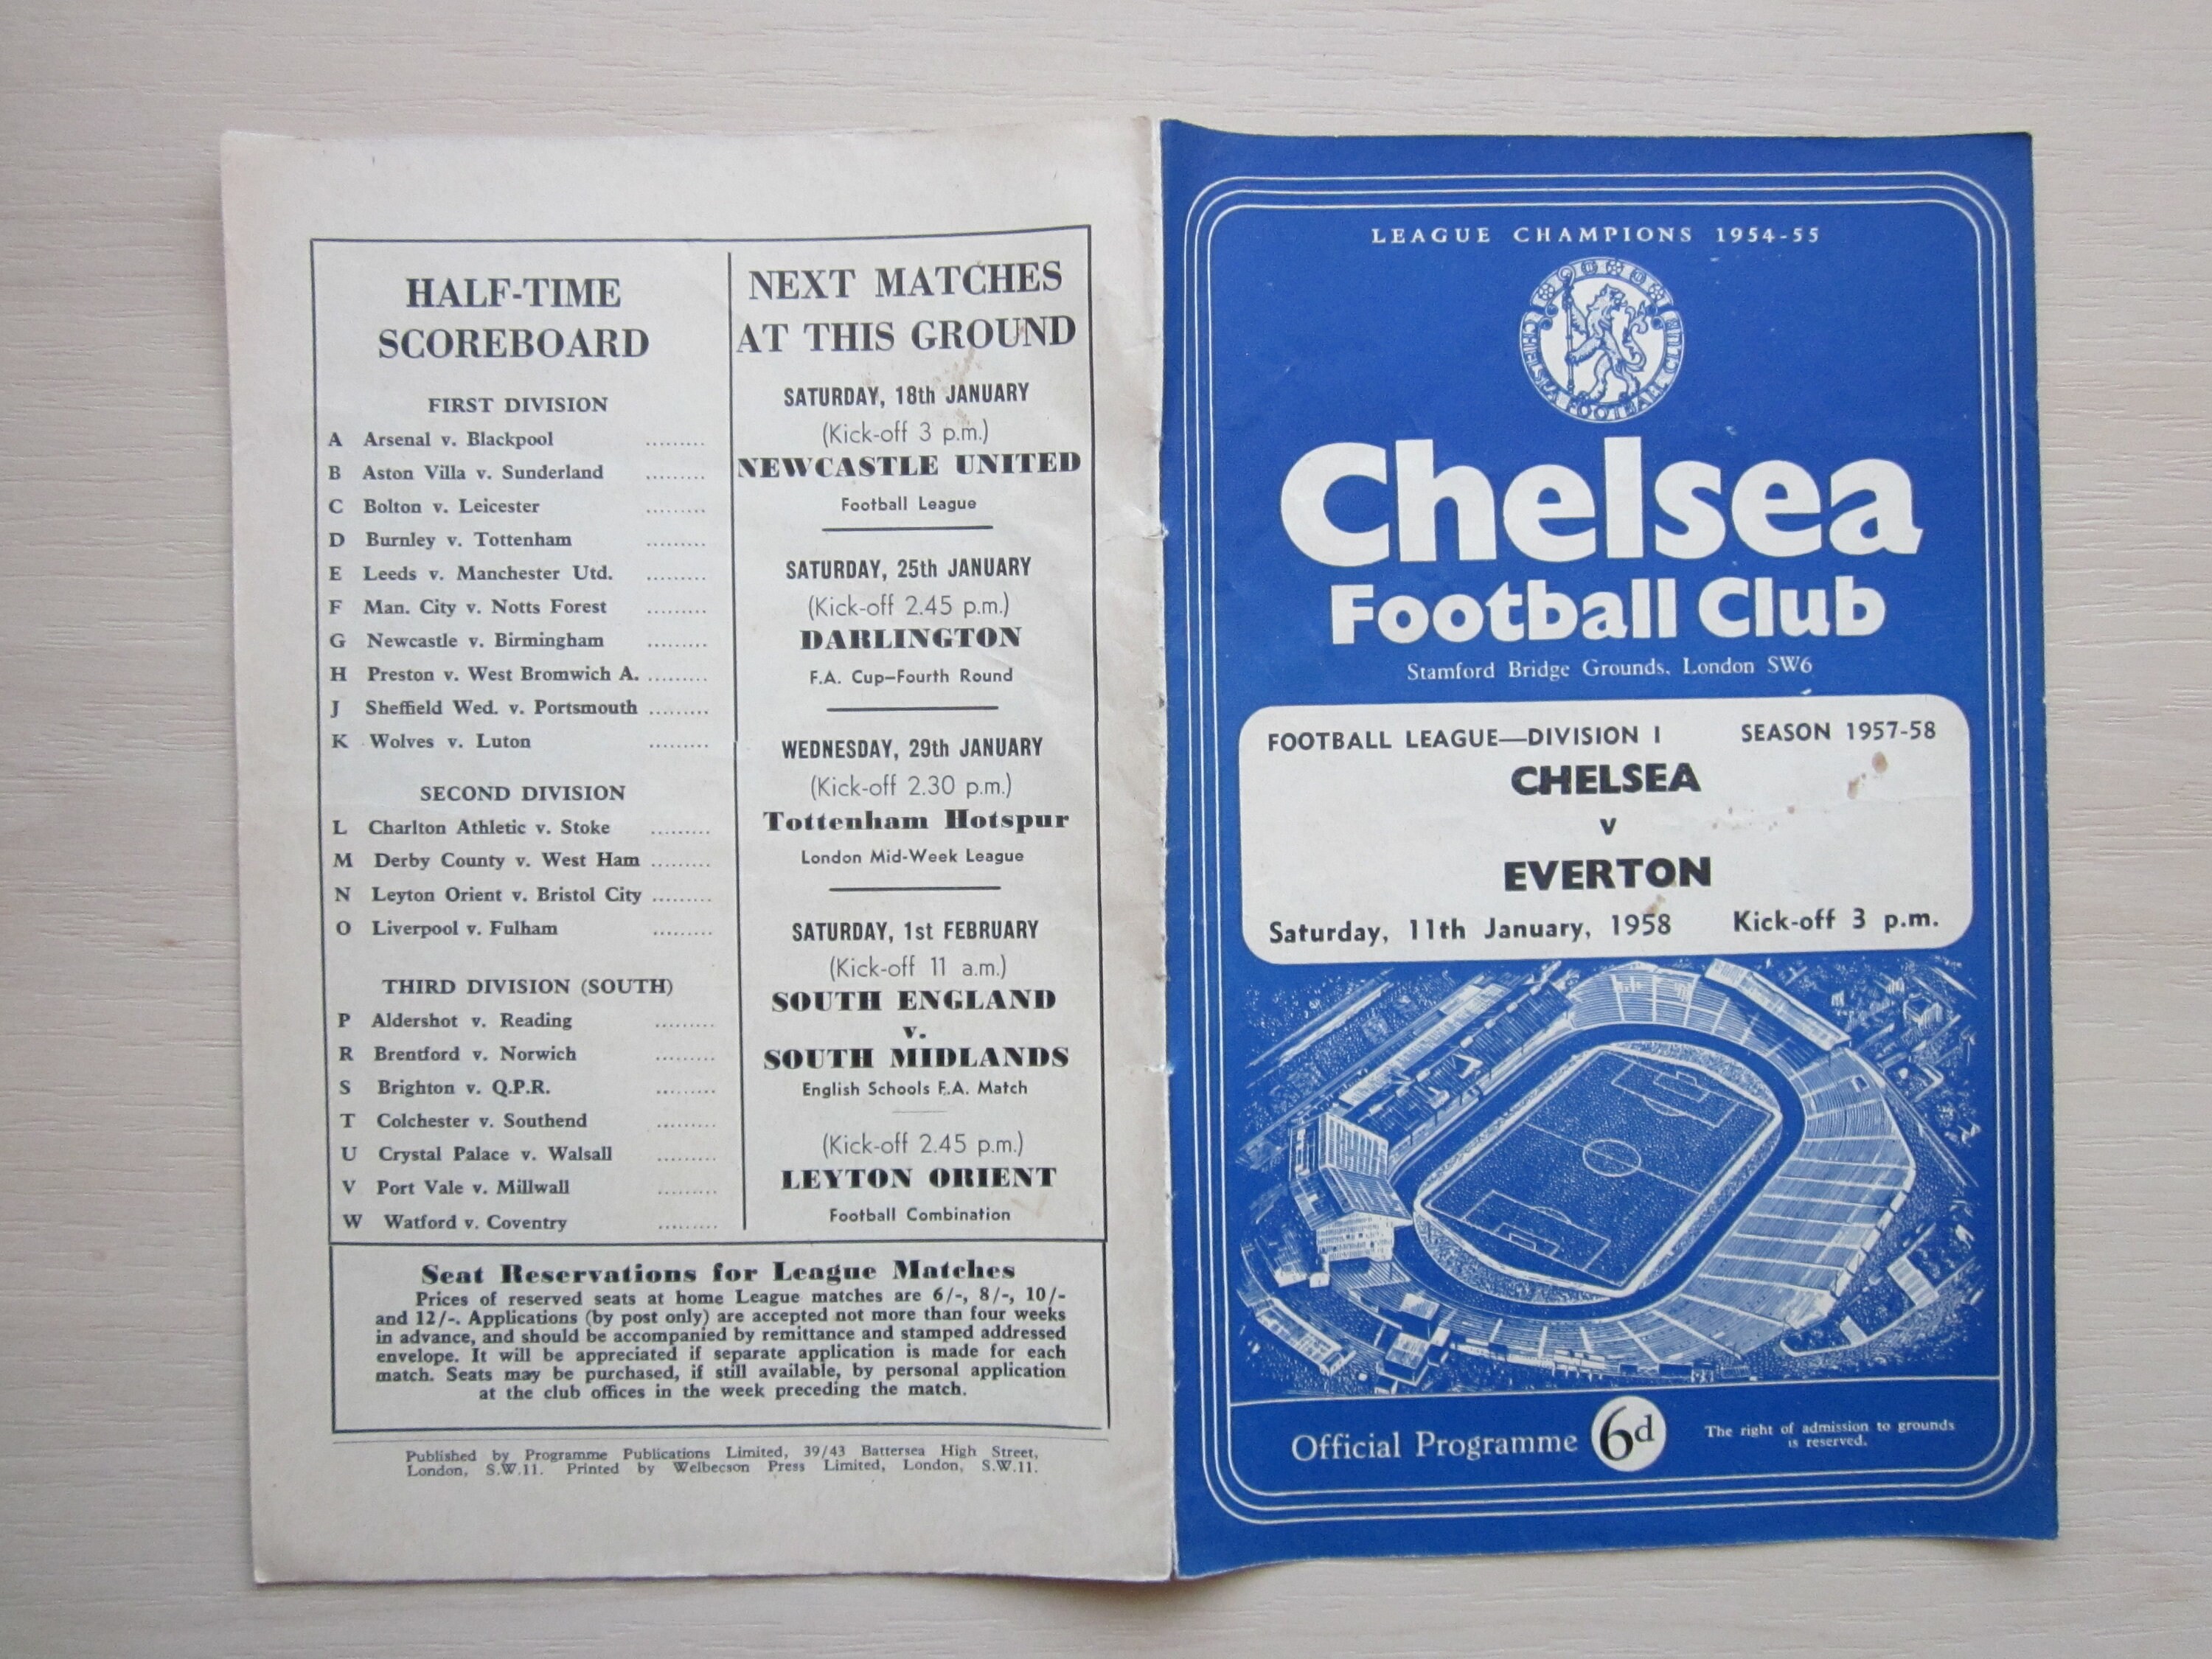 HALF-TIME
SCOREBOARD
FIRST DIVISION
A Arsenal v. Blackpool .........
B Aston Villa v. Sunderland .........
C Bolton v. Leicester .........
D Burnley v. Tottenham .........
E Leeds v. Manchester Utd. .........
F Man. City v. Notts Forest .........
G Newcastle v. Birmingham .........
H Preston v. West Bromwich A. .........
J Sheffield Wed. v. Portsmouth .........
K Wolves v. Luton .........
SECOND DIVISION
L Charlton Athletic v. Stoke .........
M Derby County v. West Ham .........
N Leyton Orient v. Bristol City .........
O Liverpool v. Fulham .........
THIRD DIVISION (SOUTH)
P Aldershot v. Reading .........
R Brentford v. Norwich .........
S Brighton v. Q.P.R. .........
T Colchester v. Southend .........
U Crystal Palace v. Walsall .........
V Port Vale v. Millwall .........
W Watford v. Coventry .........
NEXT MATCHES
AT THIS GROUND
SATURDAY, 18th JANUARY
(Kick-off 3 p.m.)
NEWCASTLE UNITED
Football League
SATURDAY, 25th JANUARY
(Kick-off 2.45 p.m.)
DARLINGTON
F.A. Cup—Fourth Round
WEDNESDAY, 29th JANUARY
(Kick-off 2.30 p.m.)
Tottenham Hotspur
London Mid-Week League
SATURDAY, 1st FEBRUARY
(Kick-off 11 a.m.)
SOUTH ENGLAND
v.
SOUTH MIDLANDS
English Schools F.A. Match
(Kick-off 2.45 p.m.)
LEYTON ORIENT
Football Combination
Seat Reservations for League Matches
Prices of reserved seats at home League matches are 6/-, 8/-, 10/-
and 12/-. Applications (by post only) are accepted not more than four weeks
in advance, and should be accompanied by remittance and stamped addressed
envelope. It will be appreciated if separate application is made for each
match. Seats may be purchased, if still available, by personal application
at the club offices in the week preceding the match.
Published by Programme Publications Limited, 39/43 Battersea High Street,
London, S.W.11. Printed by Welbecson Press Limited, London, S.W.11.
LEAGUE CHAMPIONS 1954-55
CHELSEA FOOTBALL CLUB
Chelsea
Football Club
Stamford Bridge Grounds, London SW6
FOOTBALL LEAGUE—DIVISION I SEASON 1957-58
CHELSEA
v
EVERTON
Saturday, 11th January, 1958 Kick-off 3 p.m.
Official Programme 6d
The right of admission to grounds
is reserved.